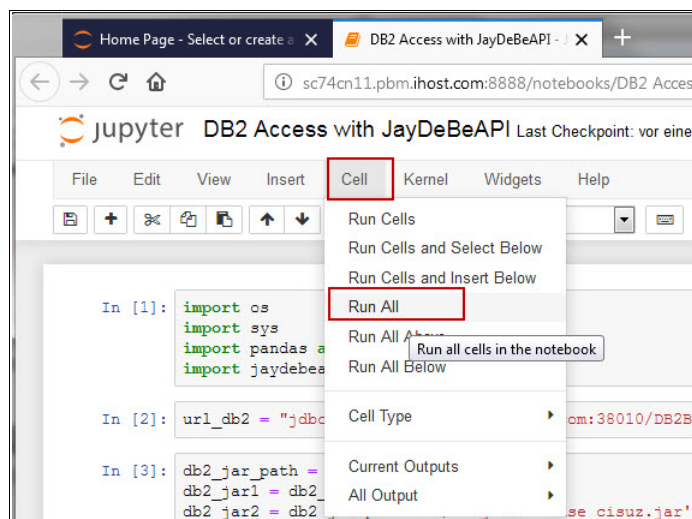 Home Page - Select or create a
DB2 Access with JayDeBeAPI - J
sc74cn11.pbm.ihost.com:8888/notebooks/DB2 Acces
jupyter DB2 Access with JayDeBeAPI Last Checkpoint: vor eine
File Edit View Insert Cell Kernel Widgets Help
Run Cells
Run Cells and Select Below
Run Cells and Insert Below
Run All
Run All Above
Run all cells in the notebook
Run All Below
Cell Type
Current Outputs
All Output
In [1]: import os
import sys
import pandas a
import jaydebea
In [2]: url_db2 = "jdbc om:38010/DB2B
In [3]: db2_jar_path =
db2_jar1 = db2_
db2_jar2 = db2 se_cisuz.jar'